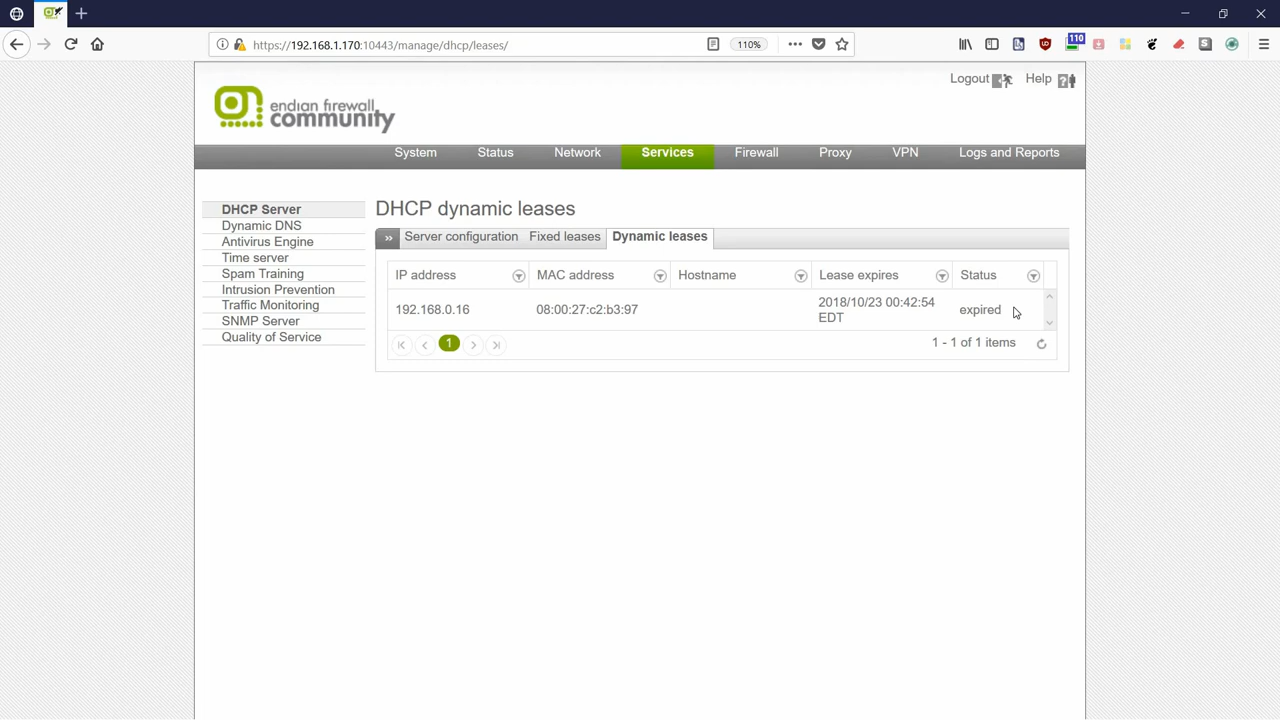 https://192.168.1.170:10443/manage/dhcp/leases/
110%
110
Logout
Help
endian firewall
community
System
Status
Network
Services
Firewall
Proxy
VPN
Logs and Reports
DHCP Server
Dynamic DNS
Antivirus Engine
Time server
Spam Training
Intrusion Prevention
Traffic Monitoring
SNMP Server
Quality of Service
DHCP dynamic leases
»
Server configuration
Fixed leases
Dynamic leases
IP address
MAC address
Hostname
Lease expires
Status
192.168.0.16
08:00:27:c2:b3:97
2018/10/23 00:42:54
EDT
expired
1
1 - 1 of 1 items